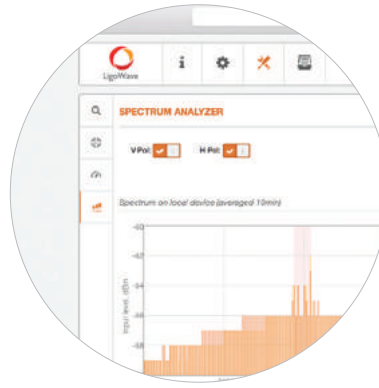 LigoWave
SPECTRUM ANALYZER
V Pol:
H Pol:
Spectrum on local device (averaged 10min)
Input level, dBm